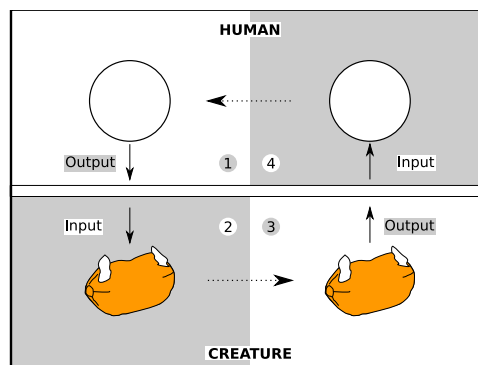 HUMAN
Output
1
4
Input
Input
2
3
Output
CREATURE